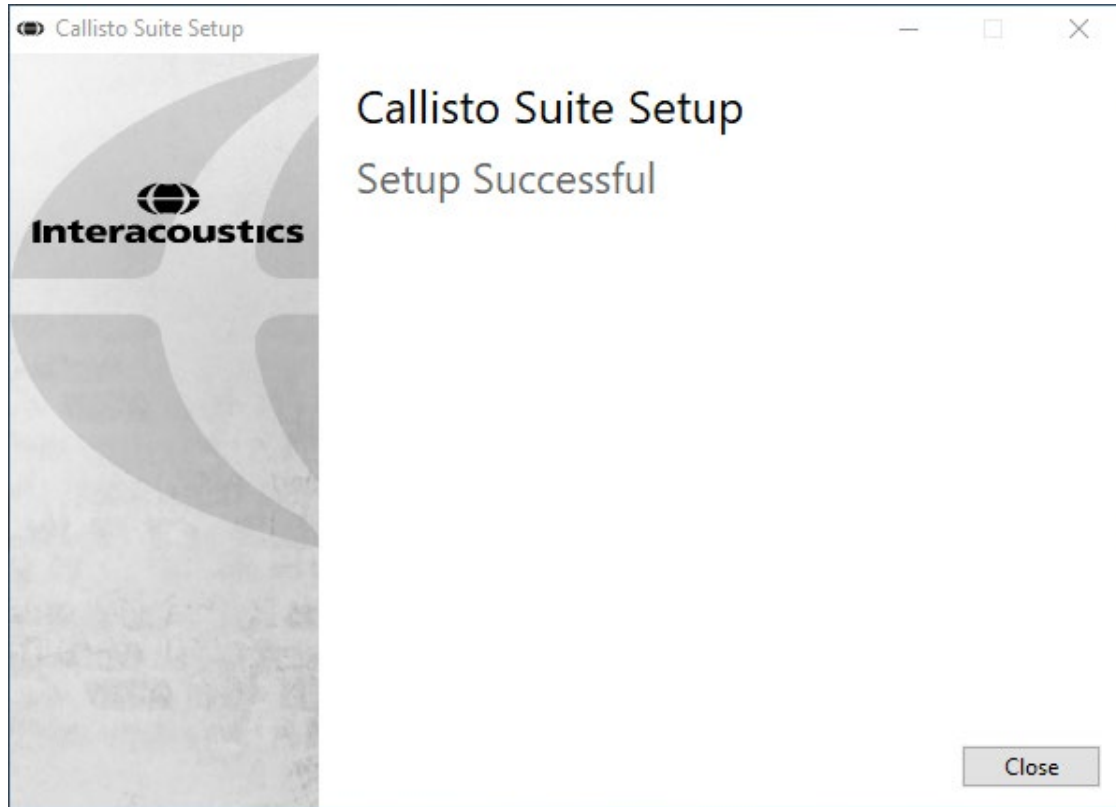 Callisto Suite Setup
Interacoustics
Callisto Suite Setup
Setup Successful
Close